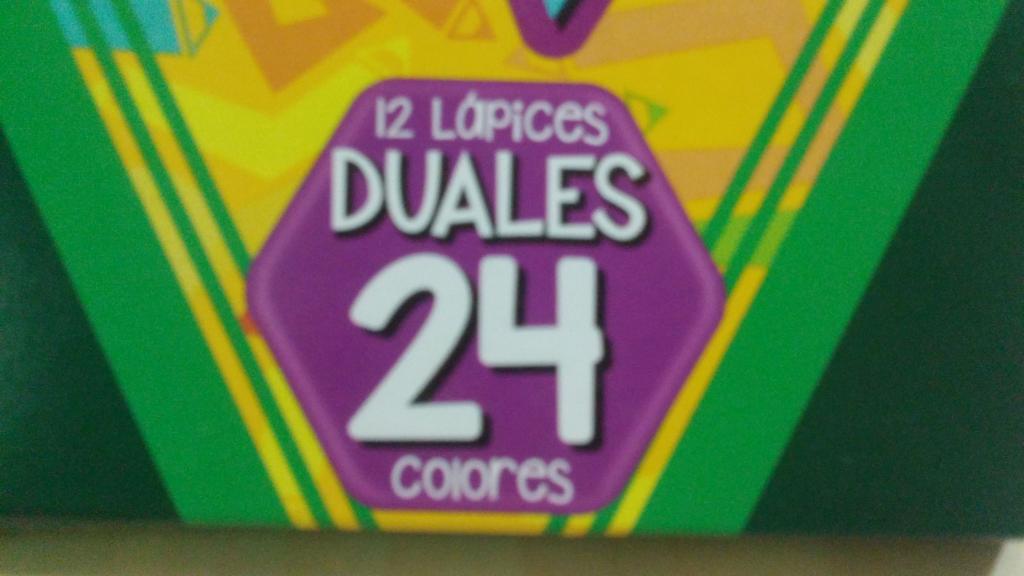 12 Lápices
DUALES
24
colores